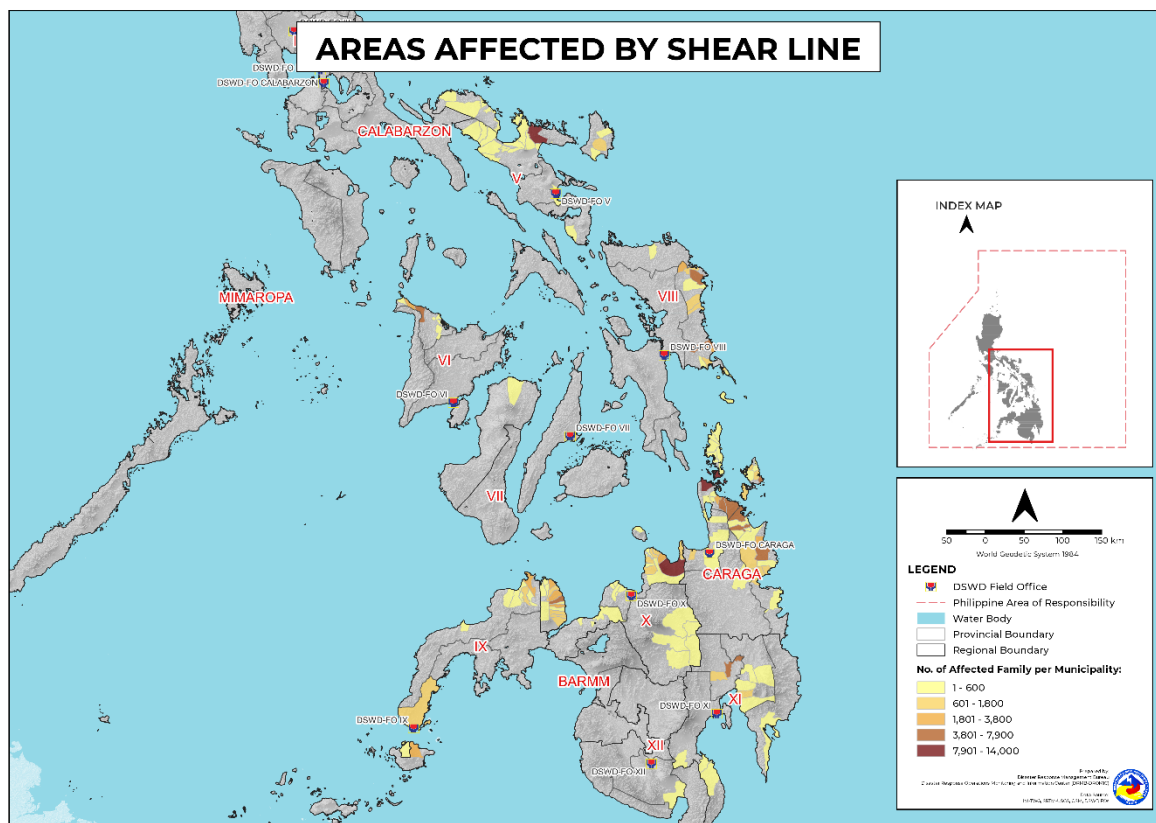 AREAS AFFECTED BY SHEAR LINE
DSWD-FO
DSWD-FO CALABARZON
CALABARZON
V
DSWD-FO V
MIMAROPA
VIII
DSWD-FO VIII
VI
DSWD-FO VI
DSWD-FO VII
VII
DSWD-FO CARAGA
CARAGA
DSWD-FO X
X
IX
BARMM
DSWD-FO IX
XI
DSWD-FO XI
XII
DSWD-FO XII
INDEX MAP
50 0 50 100 150 km
World Geodetic System 1984
LEGEND
DSWD Field Office
Philippine Area of Responsibility
Water Body
Provincial Boundary
Regional Boundary
No. of Affected Family per Municipality:
1 - 600
601 - 1,800
1,801 - 3,800
3,801 - 7,900
7,901 - 14,000
Prepared by:
Disaster Response Management Bureau